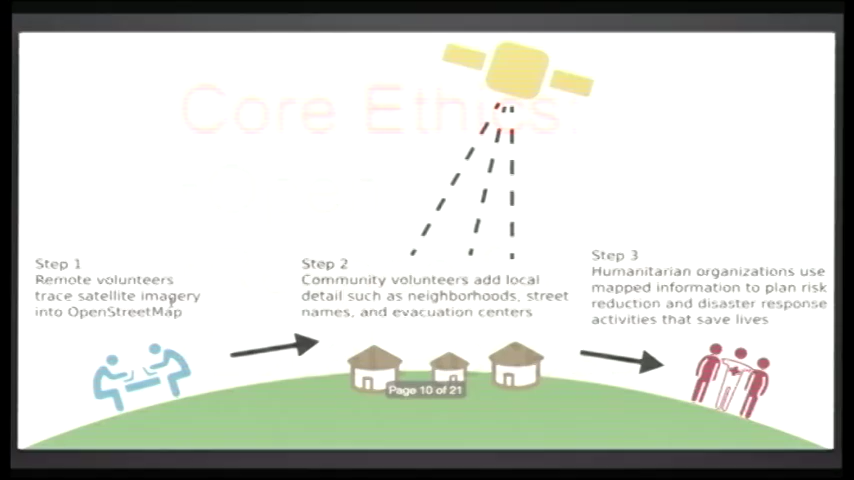 Core Ethics:
Step 1
Remote volunteers
trace satellite imagery
into OpenStreetMap
Step 2
Community volunteers add local
detail such as neighborhoods, street
names, and evacuation centers
Step 3
Humanitarian organizations use
mapped information to plan risk
reduction and disaster response
activities that save lives
Page 10 of 21